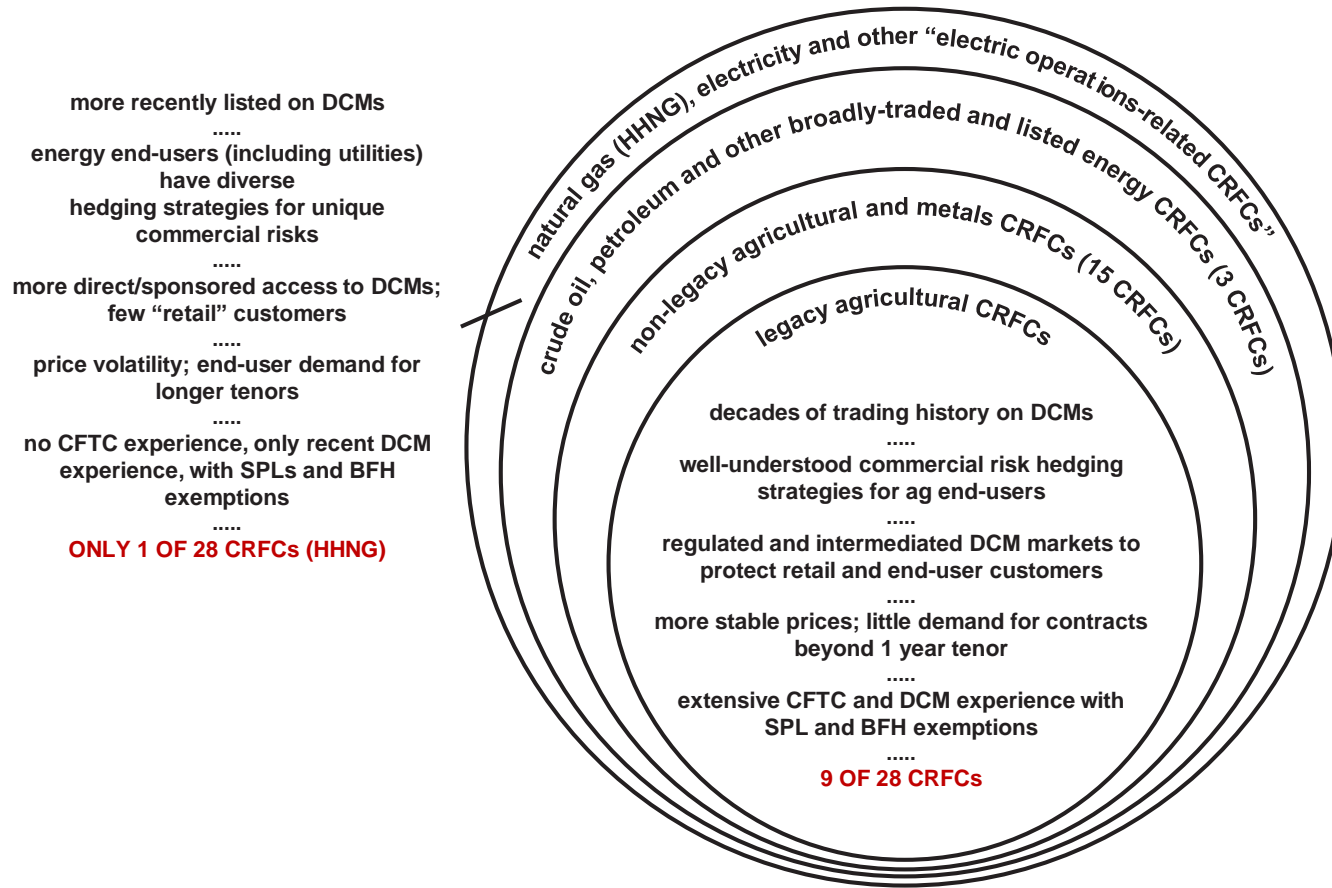 more recently listed on DCMs
.....
energy end-users (including utilities)
have diverse
hedging strategies for unique
commercial risks
.....
more direct/sponsored access to DCMs;
few “retail” customers
.....
price volatility; end-user demand for
longer tenors
.....
no CFTC experience, only recent DCM
experience, with SPLs and BFH
exemptions
.....
ONLY 1 OF 28 CRFCs (HHNG)
natural gas (HHNG), electricity and other “electric operations-related CRFCs”
crude oil, petroleum and other broadly-traded and listed energy CRFCs (3 CRFCs)
non-legacy agricultural and metals CRFCs (15 CRFCs)
legacy agricultural CRFCs
decades of trading history on DCMs
.....
well-understood commercial risk hedging
strategies for ag end-users
.....
regulated and intermediated DCM markets to
protect retail and end-user customers
.....
more stable prices; little demand for contracts
beyond 1 year tenor
.....
extensive CFTC and DCM experience with
SPL and BFH exemptions
.....
9 OF 28 CRFCs